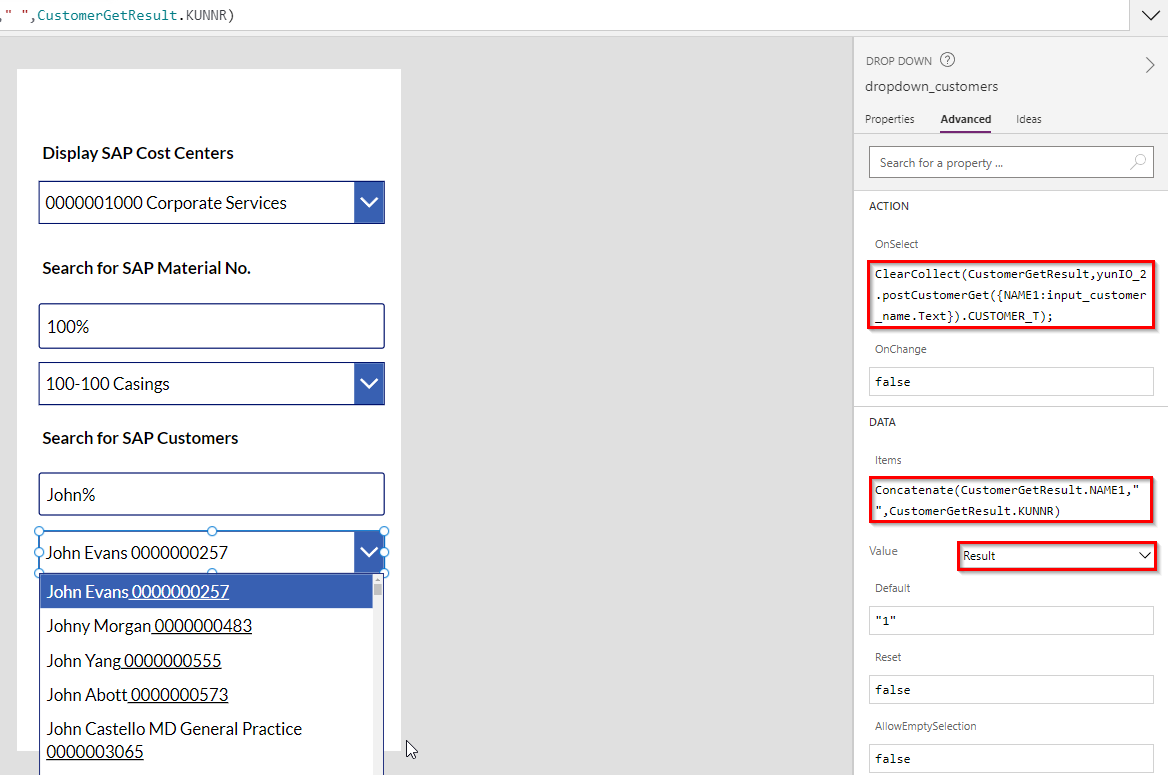 ," ",CustomerGetResult.KUNNR)
Display SAP Cost Centers
0000001000 Corporate Services
Search for SAP Material No.
100%
100-100 Casings
Search for SAP Customers
John%
John Evans 0000000257
John Evans 0000000257
Johny Morgan 0000000483
John Yang 0000000555
John Abott 0000000573
John Castello MD General Practice
0000003065
DROP DOWN ?
dropdown_customers
Properties Advanced Ideas
Search for a property ...
ACTION
OnSelect
ClearCollect(CustomerGetResult,yunIO_2
.postCustomerGet({NAME1:input_customer
_name.Text}).CUSTOMER_T);
OnChange
false
DATA
Items
Concatenate(CustomerGetResult.NAME1,"
",CustomerGetResult.KUNNR)
Value Result
Default
"1"
Reset
false
AllowEmptySelection
false